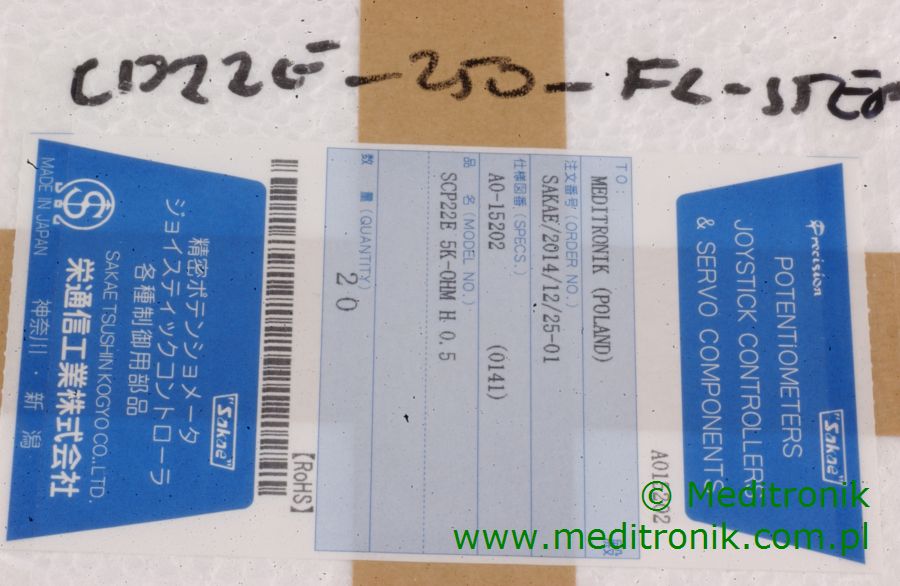 Precision
POTENTIOMETERS
JOYSTICK CONTROLLERS
& SERVO COMPONENTS
"Sakae"
TO:
MEDITRONIK (POLAND)
殿
注文番号 (ORDER NO.)
SAKAE/2014/12/25-01
仕様図番 (SPECS.)
A0-15202 (0141)
品 名 (MODEL NO.)
SCP22E 5K-OHM H 0.5
数 量 (QUANTITY)
20
【RoHS】
"Sakae"
精密ポテンショメータ
ジョイスティックコントローラ
各種制御用部品
SAKAE TSUSHIN KOGYO CO., LTD.
栄通信工業株式会社
MADE IN JAPAN
神奈川・新潟
© Meditronik
www.meditronik.com.pl